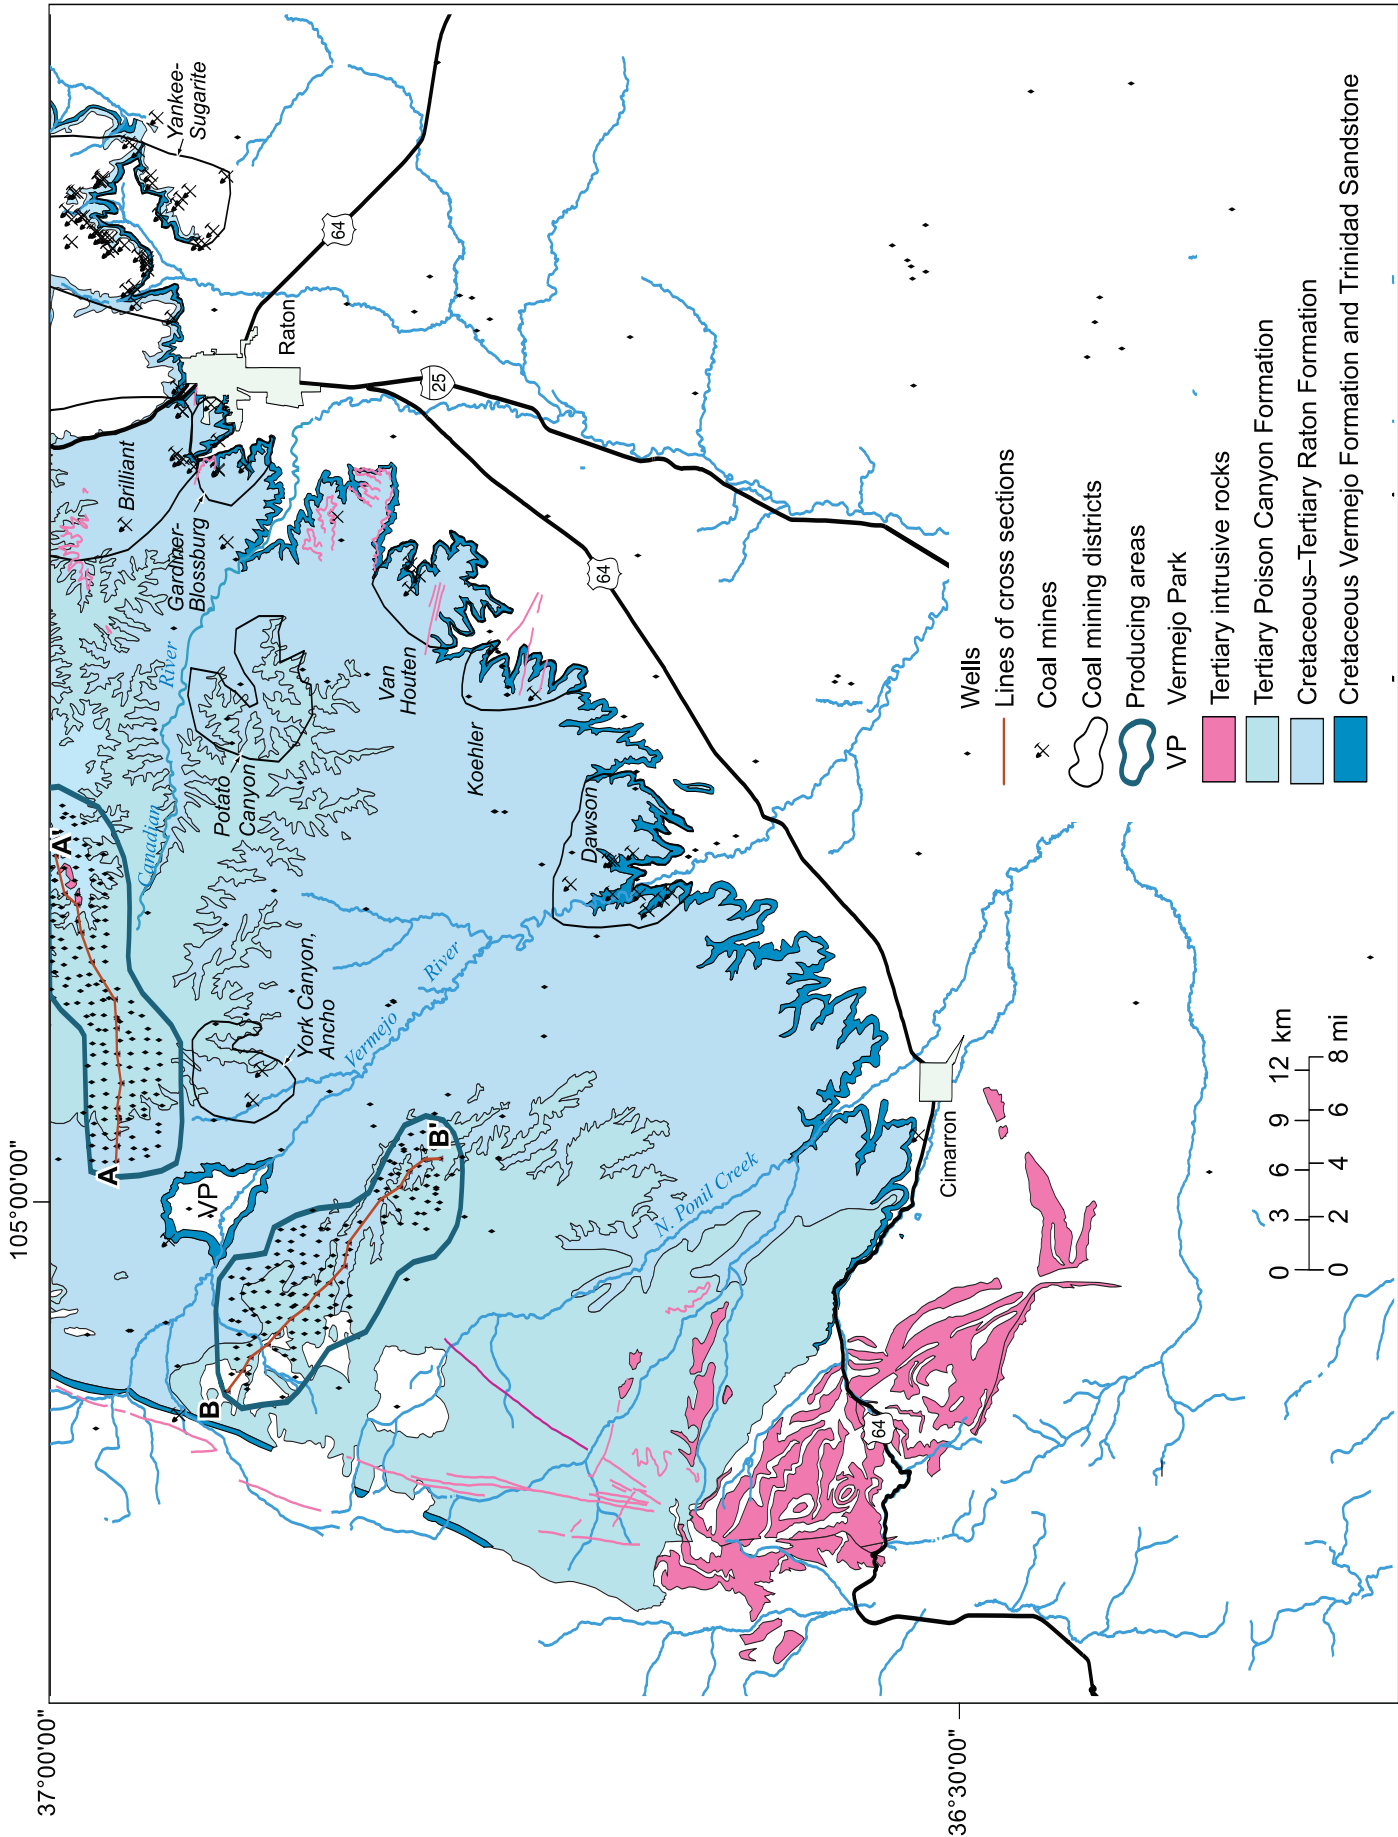 37°00'00"
105°00'00"
36°30'00"
A
A'
B
B'
VP
Canadian
River
Vermejo
River
N. Ponil Creek
York Canyon,
Ancho
Potato
Canyon
Brilliant
Gardiner-
Blossburg
Yankee-
Sugarite
Van
Houten
Koehler
Dawson
Raton
Cimarron
64
25
64
64
Wells
Lines of cross sections
Coal mines
Coal mining districts
Producing areas
VP Vermejo Park
Tertiary intrusive rocks
Tertiary Poison Canyon Formation
Cretaceous–Tertiary Raton Formation
Cretaceous Vermejo Formation and Trinidad Sandstone
0 3 6 9 12 km
0 2 4 6 8 mi